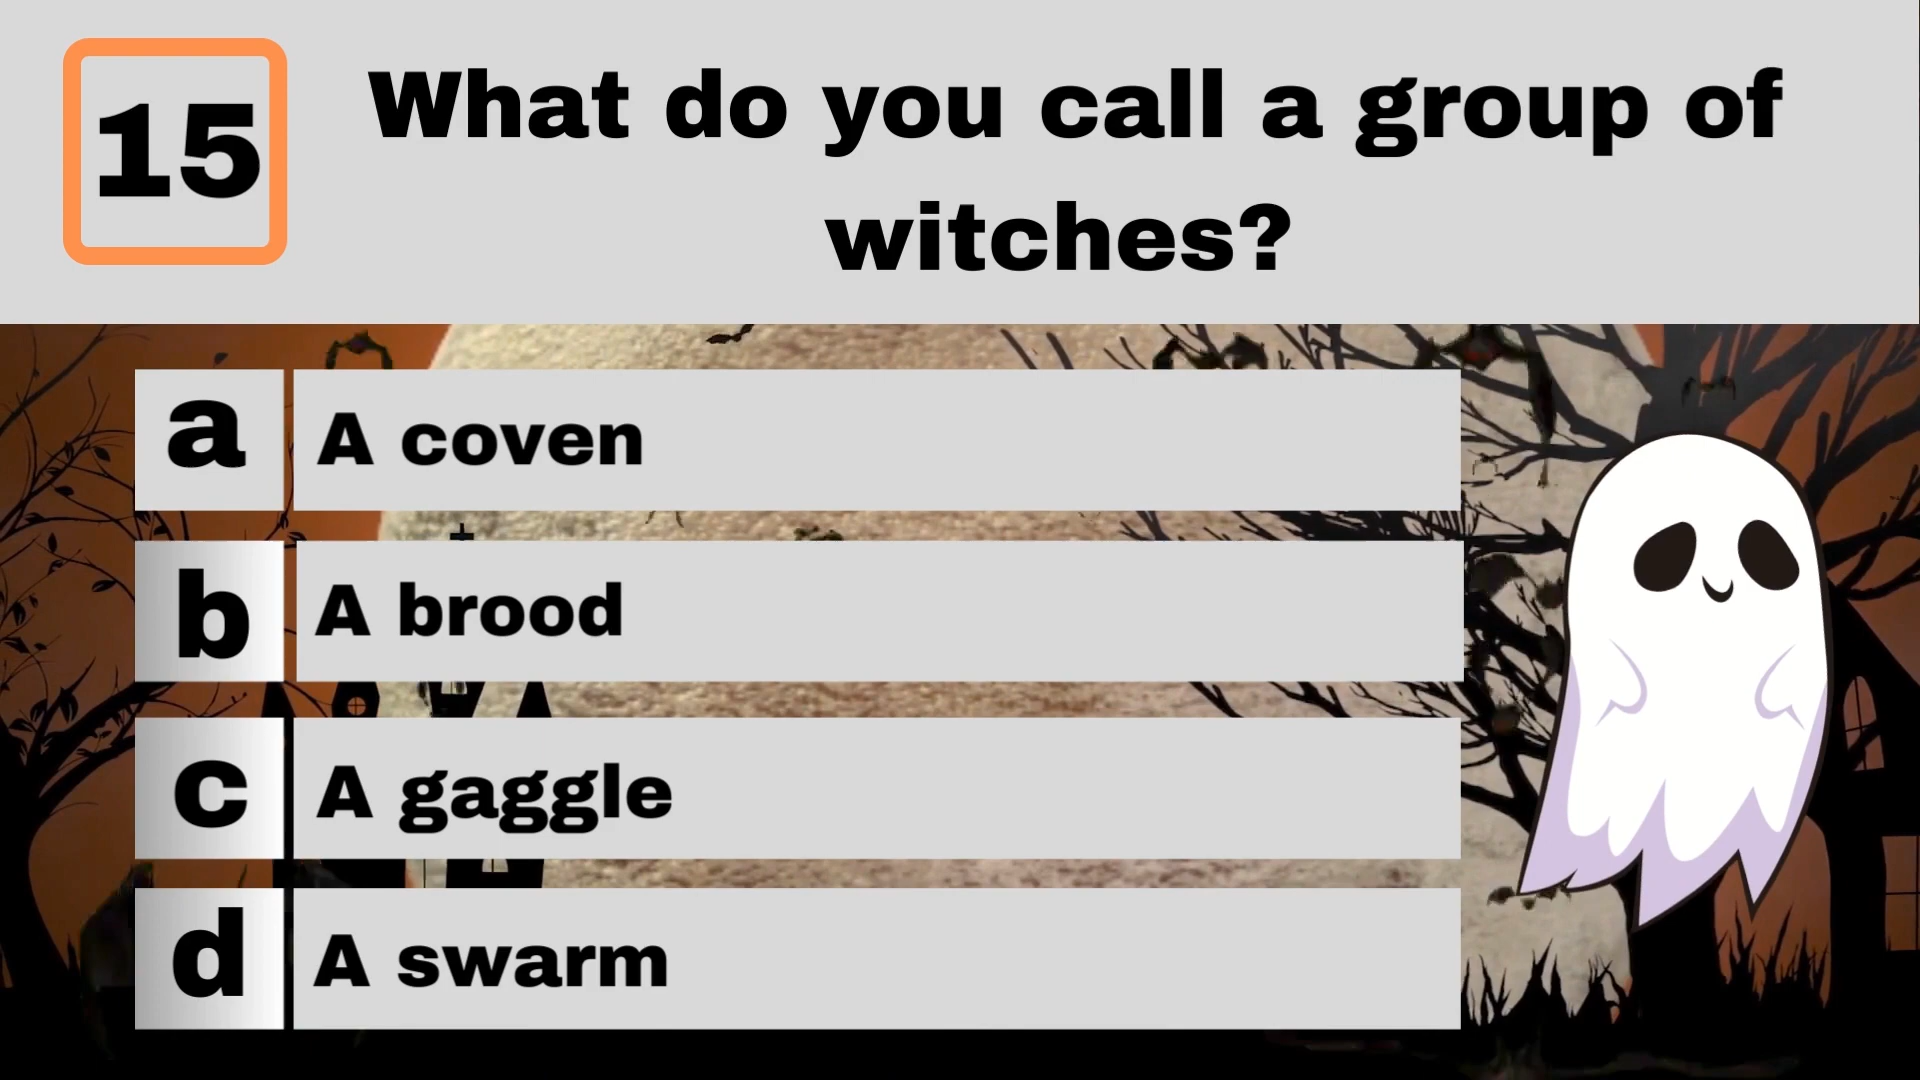 15
What do you call a group of
witches?
a
A coven
b
A brood
c
A gaggle
d
A swarm